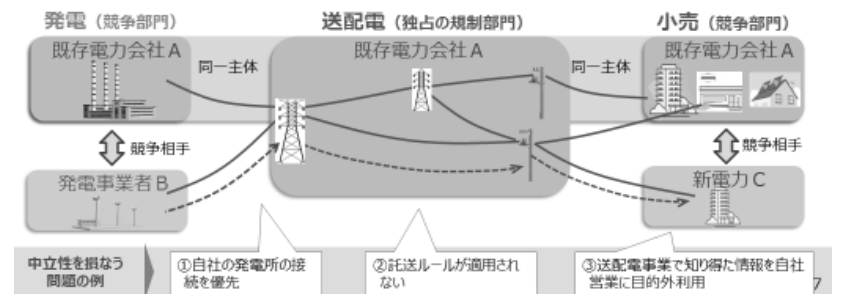 発電（競争部門）
送配電（独占の規制部門）
小売（競争部門）
既存電力会社A
同一主体
既存電力会社A
同一主体
既存電力会社A
競争相手
競争相手
発電事業者B
新電力C
中立性を損なう
問題の例
①自社の発電所の接
続を優先
②託送ルールが適用され
ない
③送配電事業で知り得た情報を自社
営業に目的外利用
7